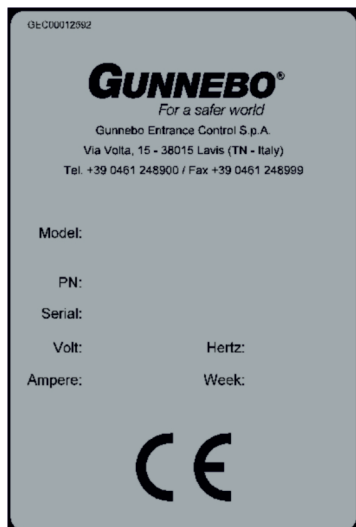 GEC00012692
GUNNEBO®
For a safer world
Gunnebo Entrance Control S.p.A.
Via Volta, 15 - 38015 Lavis (TN - Italy)
Tel. +39 0461 248900 / Fax +39 0461 248999
Model:
PN:
Serial:
Volt: Hertz:
Ampere: Week:
CE